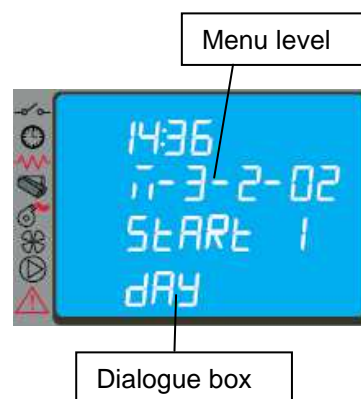 Menu level
14:36
m-3-2-02
StARt 1
dAY
Dialogue box